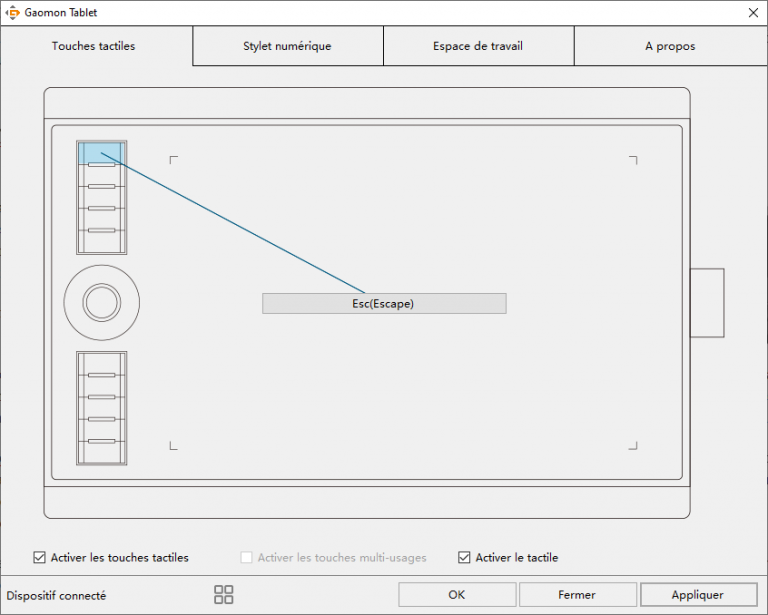 Gaomon Tablet
Touches tactiles
Stylet numérique
Espace de travail
A propos
Esc(Escape)
Activer les touches tactiles
Activer les touches multi-usages
Activer le tactile
Dispositif connecté
OK
Fermer
Appliquer